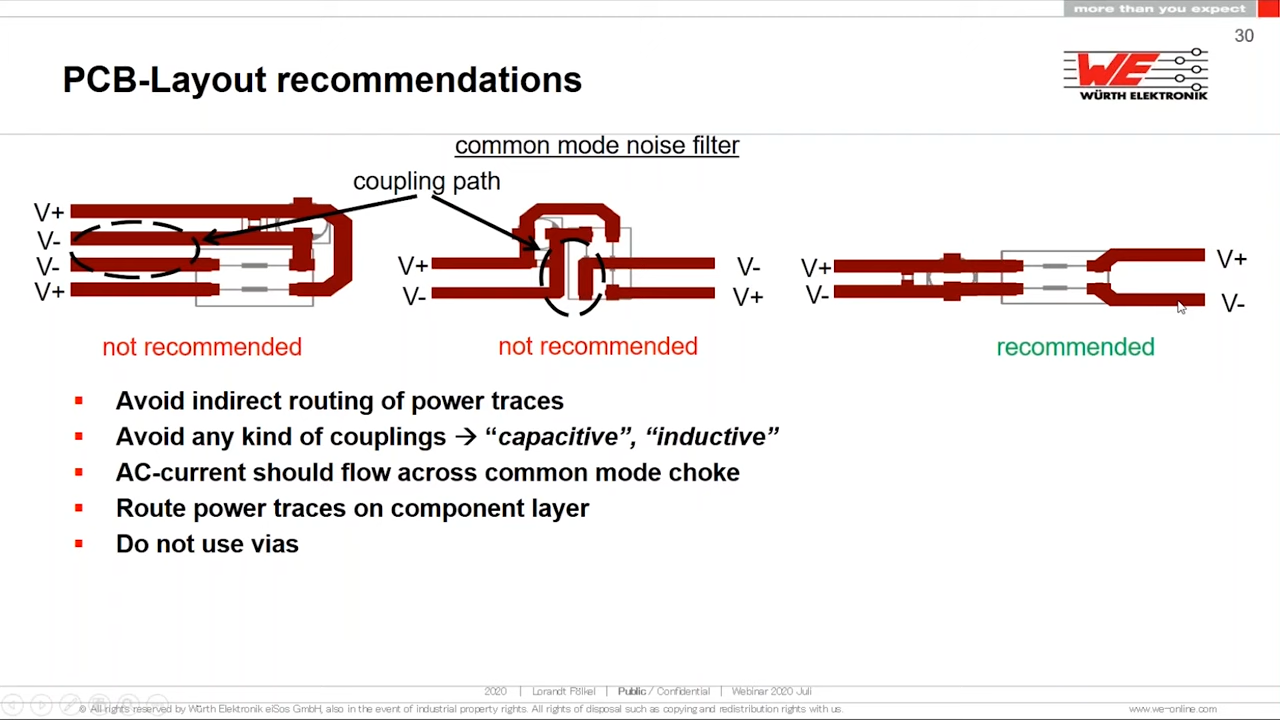 more than you expect
30
PCB-Layout recommendations
WE
WÜRTH ELEKTRONIK
common mode noise filter
coupling path
V+
V-
V-
V+
V+
V-
V-
V+
V+
V-
V+
V-
not recommended
not recommended
recommended
Avoid indirect routing of power traces
Avoid any kind of couplings → “capacitive”, “inductive”
AC-current should flow across common mode choke
Route power traces on component layer
Do not use vias
2020 | Lorandt Fölkel | Public / Confidential | Webinar 2020 Juli
© All rights reserved by Würth Elektronik eiSos GmbH, also in the event of industrial property rights. All rights of disposal such as copying and redistribution rights with us.
www.we-online.com